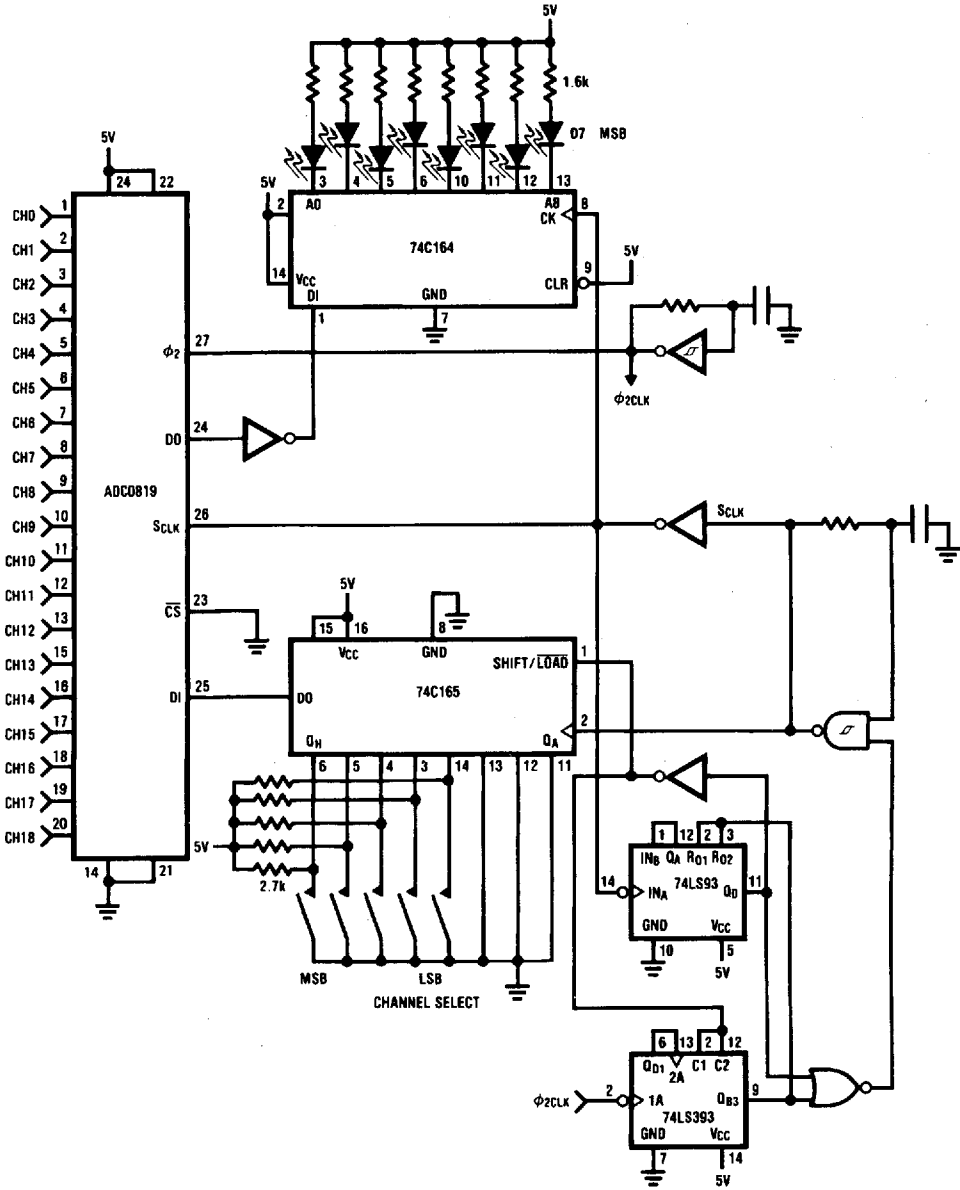 5V
1.6k
D7 MSB
5V
24 22
5V
3 4 5 6 10 11 12 13
2
A0
A8
CK
8
CH0 1
CH1 2
CH2 3
CH3 4
CH4 5
CH5 6
CH6 7
CH7 8
CH8 9
CH9 10
CH10 11
CH11 12
CH12 13
CH13 15
CH14 16
CH15 17
CH16 18
CH17 19
CH18 20
74C164
14
VCC
DI
GND
CLR
9
5V
1
7
ϕ2 27
ϕ2CLK
DO 24
ADC0819
SCLK 26
SCLK
CS 23
5V
15 16
8
VCC
GND
SHIFT/LOAD
1
74C165
DI 25
DO
2
QH
QA
6 5 4 3 14 13 12 11
5V
2.7k
14 21
MSB
LSB
CHANNEL SELECT
1 12 2 3
INB QA R01 R02
74LS93
14
INA
QD
11
GND
VCC
10
5
5V
6 13 2 12
QD1
2A
C1 C2
ϕ2CLK
2
1A
QB3
9
74LS393
GND
VCC
7
14
5V